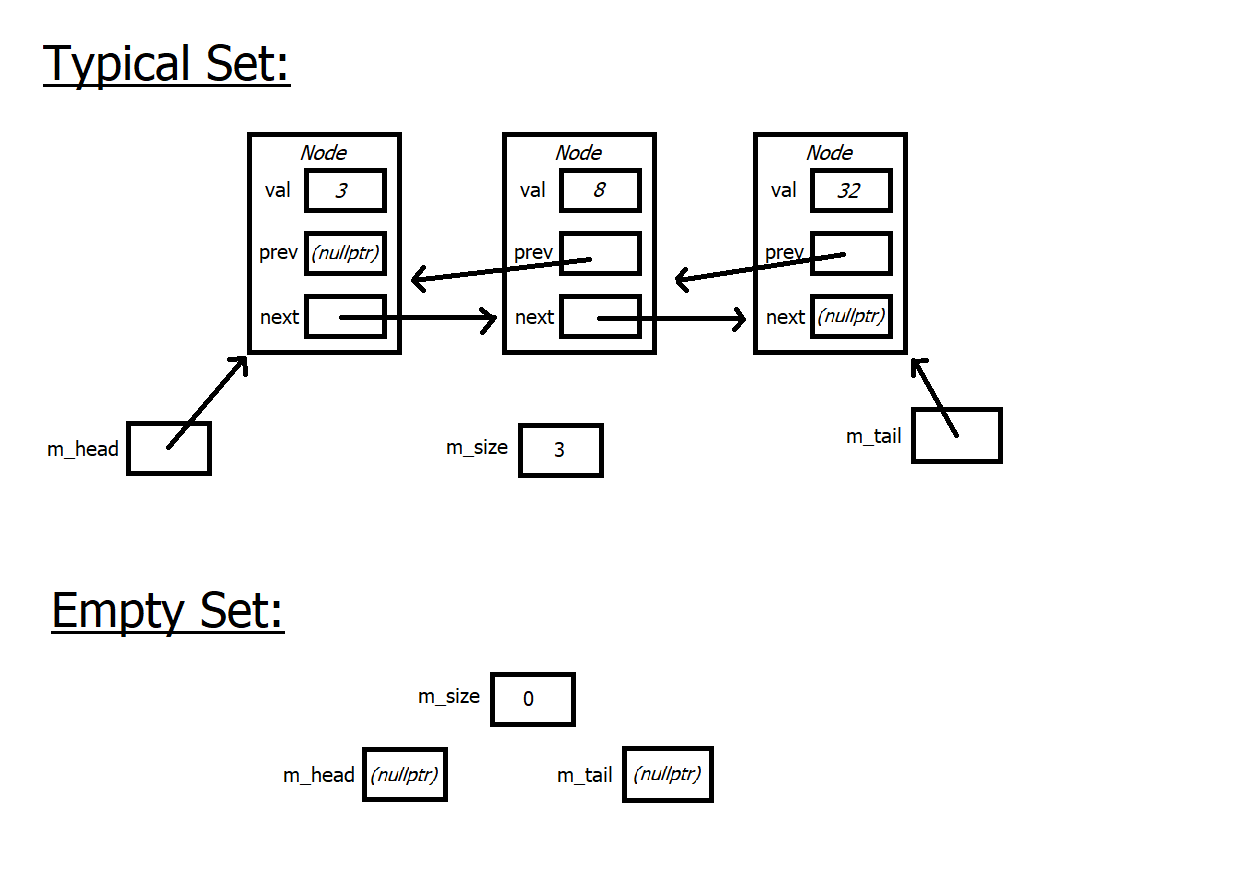 Typical Set:
Node Node Node
val 3 val 8 val 32
prev (nullptr) prev prev
next next next (nullptr)
m_head m_size 3 m_tail
Empty Set:
m_size 0
m_head (nullptr) m_tail (nullptr)